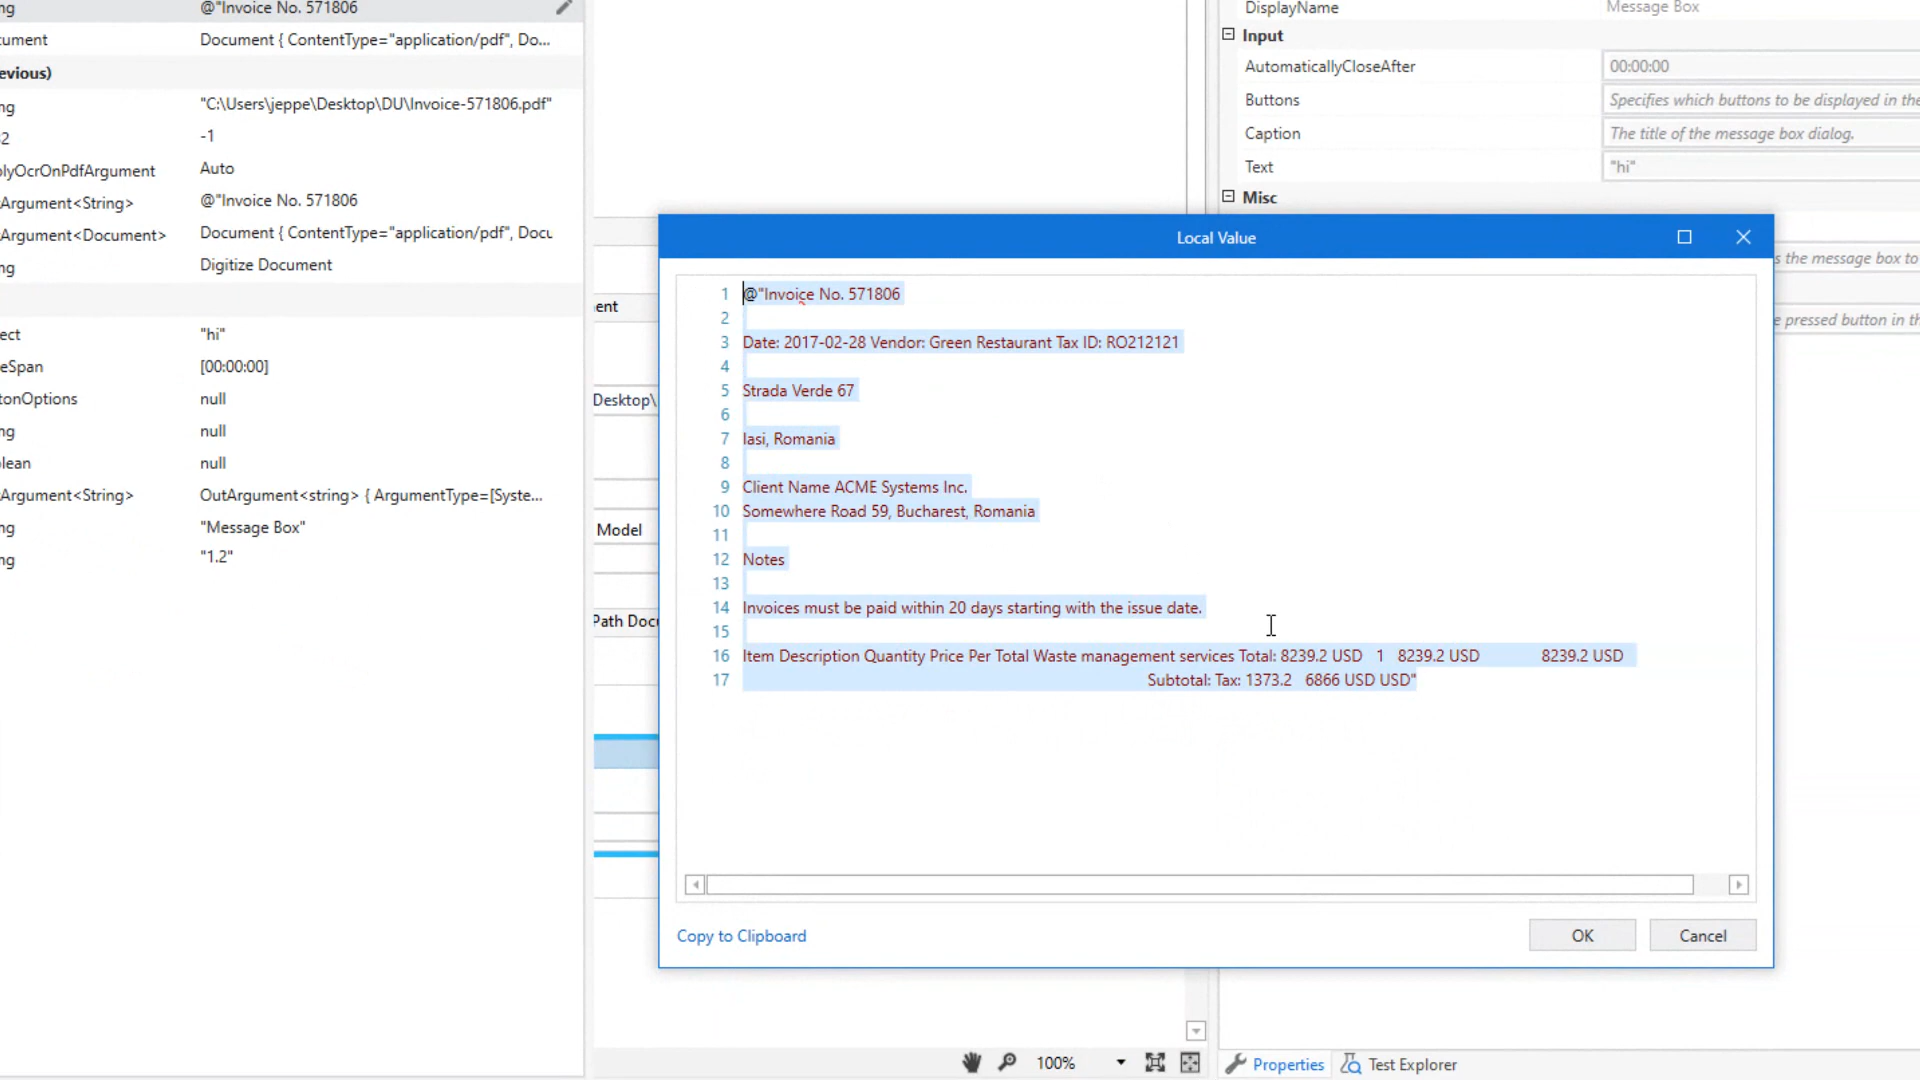 ng @"Invoice No. 571806
ument Document { ContentType="application/pdf", Do...
evious)
ng "C:\Users\jeppe\Desktop\DU\Invoice-571806.pdf"
2 -1
plyOcrOnPdfArgument Auto
Argument<String> @"Invoice No. 571806
Argument<Document> Document { ContentType="application/pdf", Docu
ng Digitize Document
ect "hi"
eSpan [00:00:00]
tonOptions null
ng null
lean null
Argument<String> OutArgument<string> { ArgumentType=[Syste...
ng "Message Box"
ng "1.2"
ent
Desktop\
Model
Path Docu
DisplayName Message Box
Input
AutomaticallyCloseAfter 00:00:00
Buttons Specifies which buttons to be displayed in the
Caption The title of the message box dialog.
Text "hi"
Misc
s the message box to
e pressed button in th
Local Value
1 @"Invoice No. 571806
2
3 Date: 2017-02-28 Vendor: Green Restaurant Tax ID: RO212121
4
5 Strada Verde 67
6
7 Iasi, Romania
8
9 Client Name ACME Systems Inc.
10 Somewhere Road 59, Bucharest, Romania
11
12 Notes
13
14 Invoices must be paid within 20 days starting with the issue date.
15
16 Item Description Quantity Price Per Total Waste management services Total: 8239.2 USD 1 8239.2 USD 8239.2 USD
17 Subtotal: Tax: 1373.2 6866 USD USD"
Copy to Clipboard OK Cancel
100% Properties Test Explorer